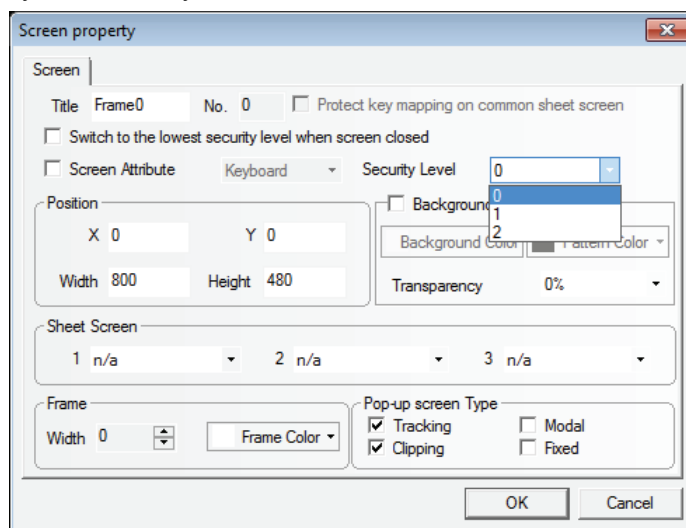 Screen property
Screen
Title Frame0 No. 0 Protect key mapping on common sheet screen
Switch to the lowest security level when screen closed
Screen Attribute Keyboard Security Level 0
0
1
2
Position
X 0 Y 0
Width 800 Height 480
Background
Background Color Pattern Color
Transparency 0%
Sheet Screen
1 n/a 2 n/a 3 n/a
Frame
Width 0 Frame Color
Pop-up screen Type
Tracking Modal
Clipping Fixed
OK Cancel